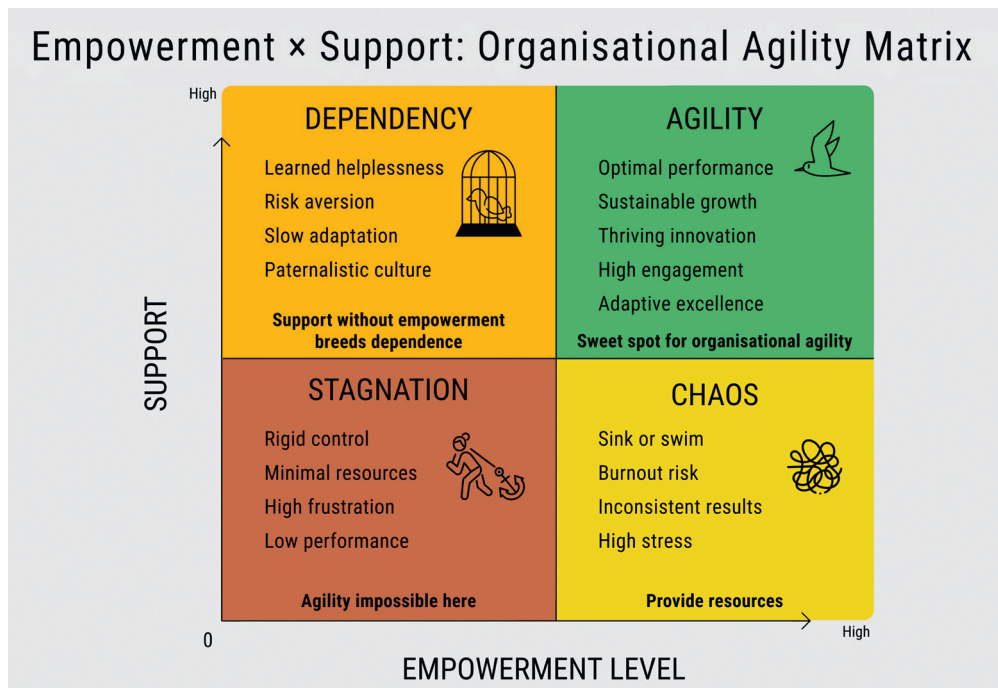 Empowerment × Support: Organisational Agility Matrix
High
SUPPORT
DEPENDENCY
Learned helplessness
Risk aversion
Slow adaptation
Paternalistic culture
Support without empowerment
breeds dependence
AGILITY
Optimal performance
Sustainable growth
Thriving innovation
High engagement
Adaptive excellence
Sweet spot for organisational agility
STAGNATION
Rigid control
Minimal resources
High frustration
Low performance
Agility impossible here
CHAOS
Sink or swim
Burnout risk
Inconsistent results
High stress
Provide resources
0
High
EMPOWERMENT LEVEL